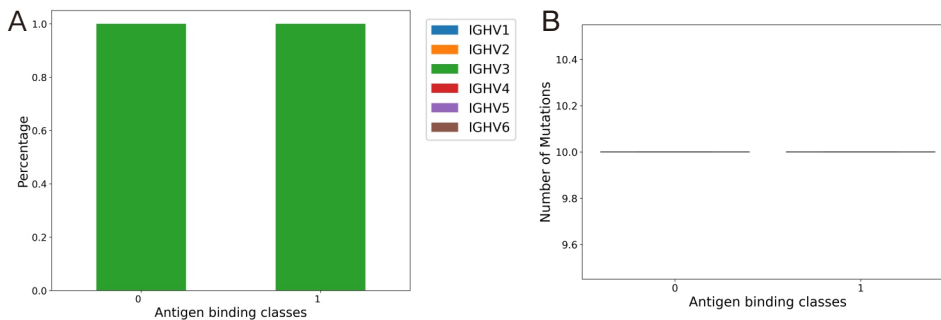 A
Percentage
1.0
0.8
0.6
0.4
0.2
0.0
0
1
Antigen binding classes
IGHV1
IGHV2
IGHV3
IGHV4
IGHV5
IGHV6
B
Number of Mutations
10.4
10.2
10.0
9.8
9.6
0
1
Antigen binding classes